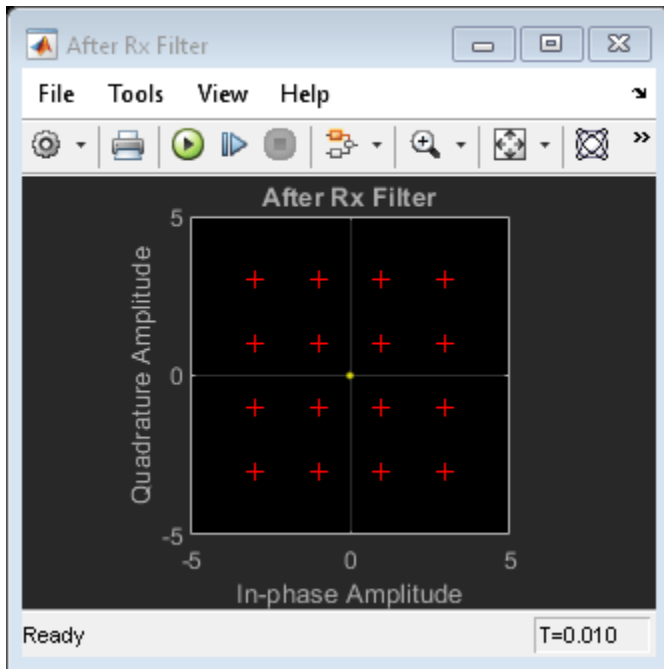 After Rx Filter
File Tools View Help
After Rx Filter
Quadrature Amplitude
5
0
-5
-5 0 5
In-phase Amplitude
Ready T=0.010